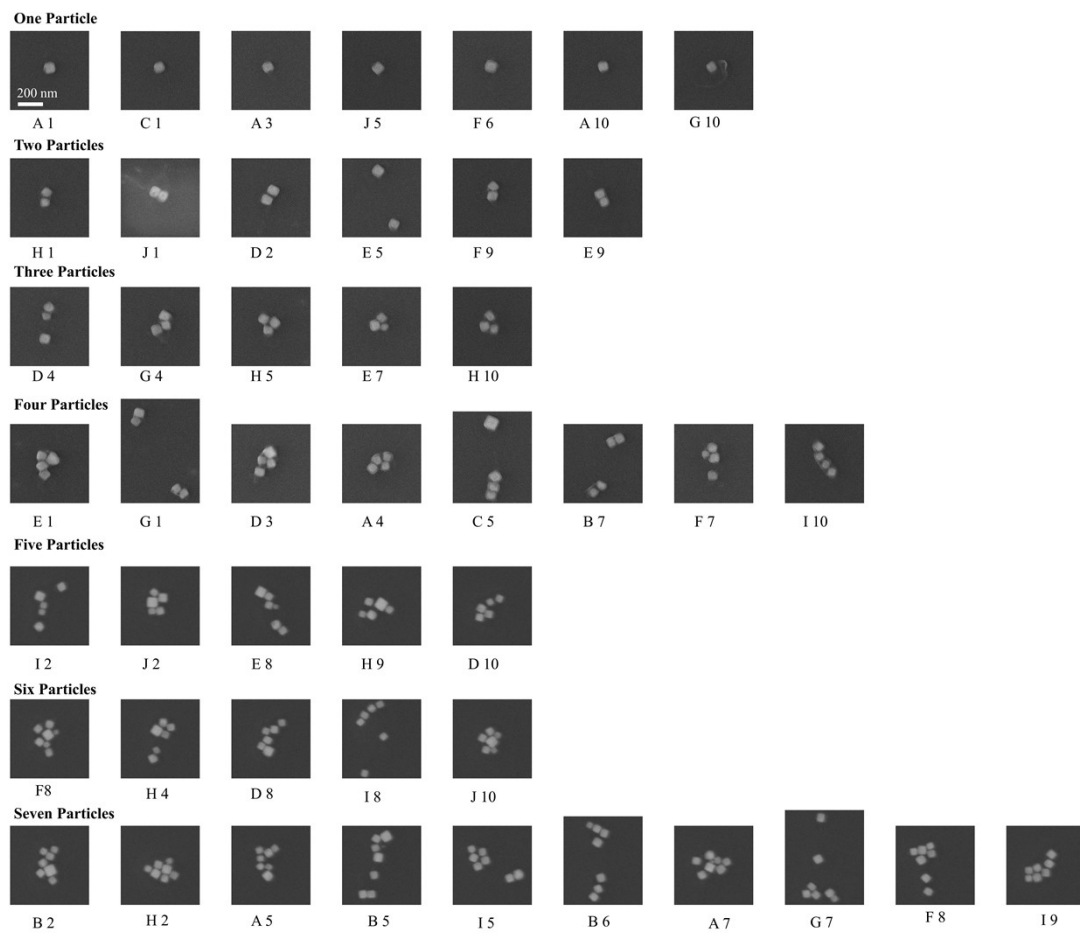 One Particle
200 nm
A 1 C 1 A 3 J 5 F 6 A 10 G 10
Two Particles
H 1 J 1 D 2 E 5 F 9 E 9
Three Particles
D 4 G 4 H 5 E 7 H 10
Four Particles
E 1 G 1 D 3 A 4 C 5 B 7 F 7 I 10
Five Particles
I 2 J 2 E 8 H 9 D 10
Six Particles
F8 H 4 D 8 I 8 J 10
Seven Particles
B 2 H 2 A 5 B 5 I 5 B 6 A 7 G 7 F 8 I 9